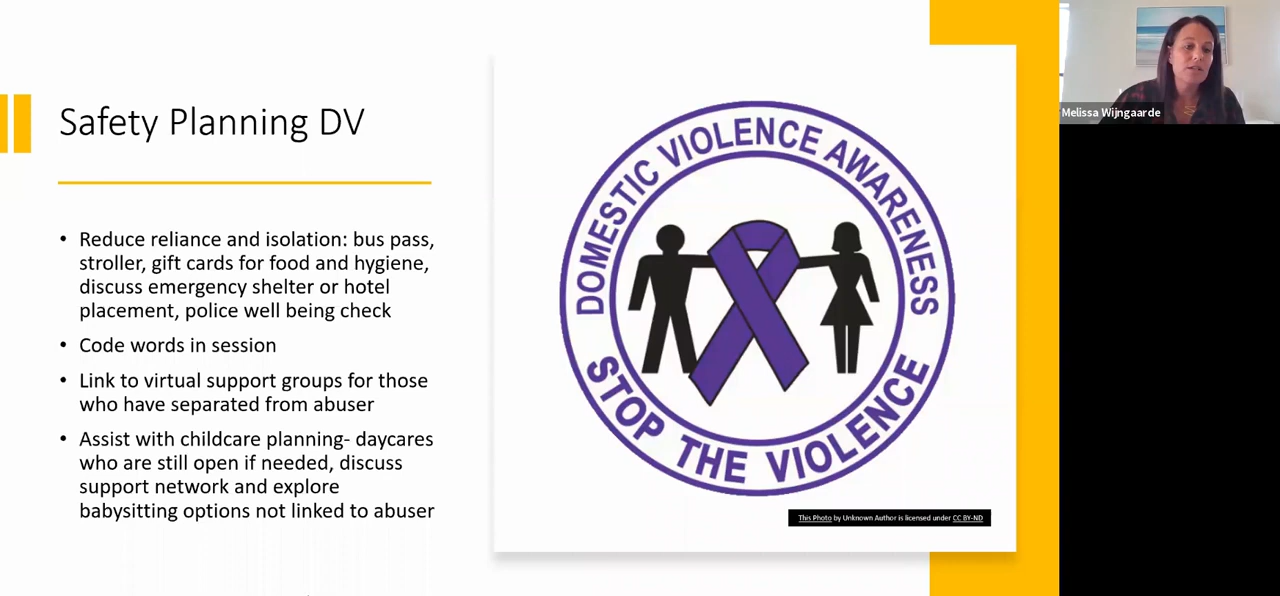 Safety Planning DV
• Reduce reliance and isolation: bus pass,
stroller, gift cards for food and hygiene,
discuss emergency shelter or hotel
placement, police well being check
• Code words in session
• Link to virtual support groups for those
who have separated from abuser
• Assist with childcare planning- daycares
who are still open if needed, discuss
support network and explore
babysitting options not linked to abuser
DOMESTIC VIOLENCE AWARENESS
STOP THE VIOLENCE
This Photo by Unknown Author is licensed under CC BY-ND
Melissa Wijngaarde